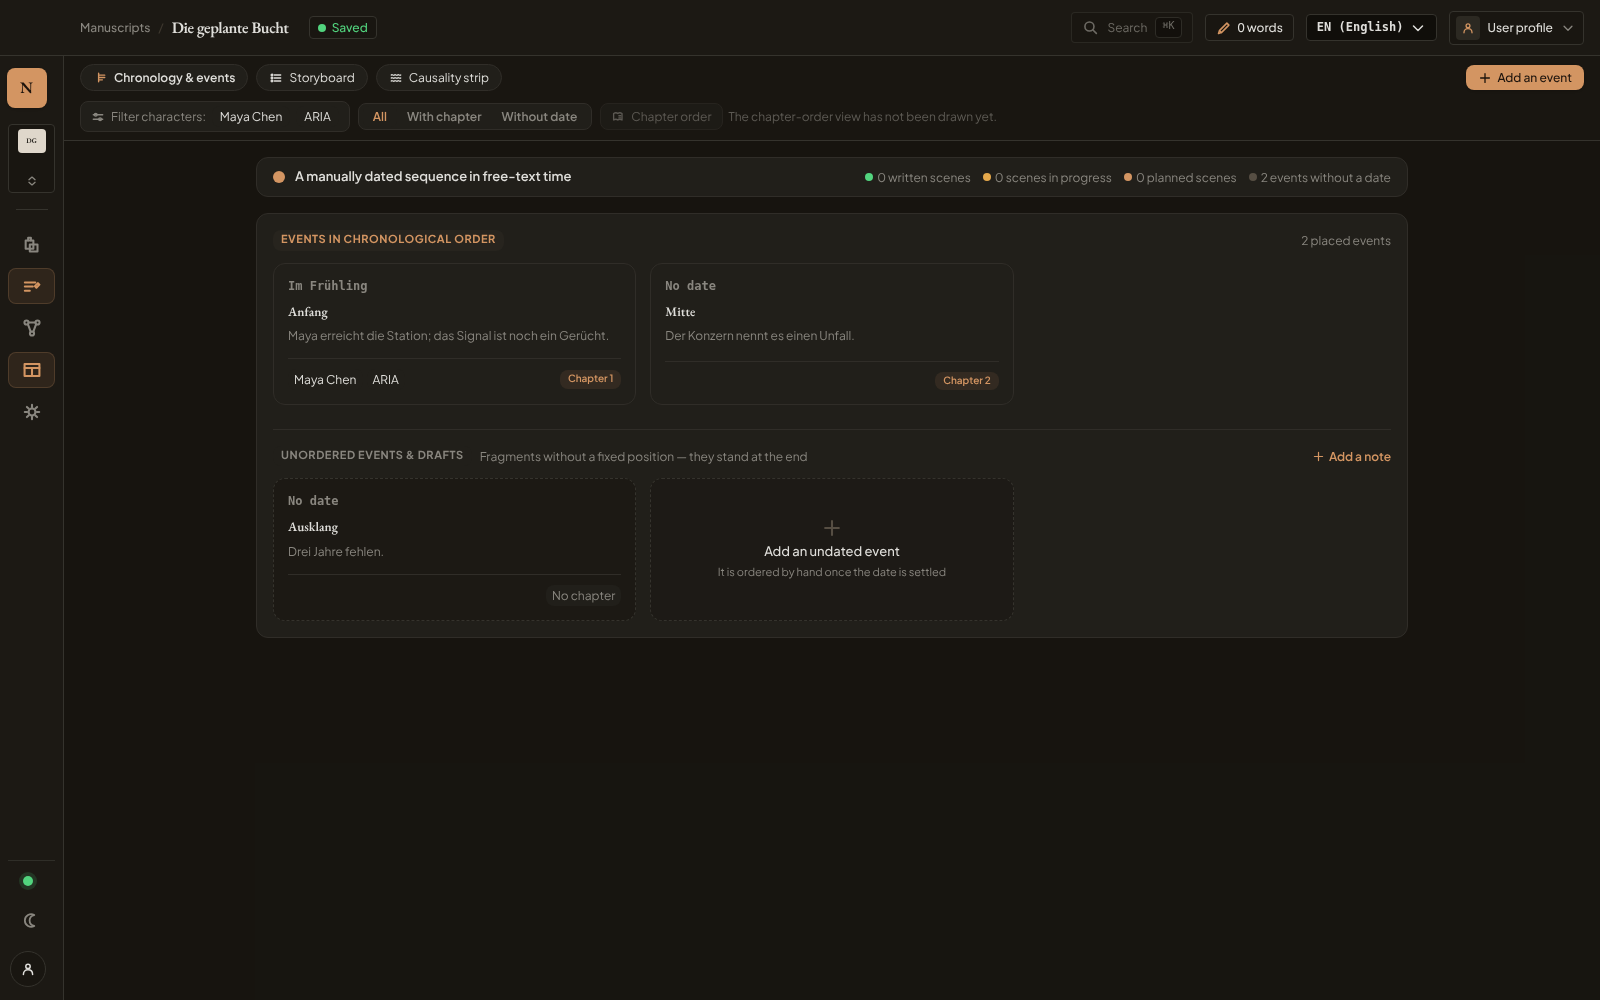 Manuscripts / Die geplante Bucht Saved Search ⌘K 0 words EN (English) User profile
N
DG
Chronology & events Storyboard Causality strip + Add an event
Filter characters: Maya Chen ARIA All With chapter Without date Chapter order The chapter-order view has not been drawn yet.
A manually dated sequence in free-text time 0 written scenes 0 scenes in progress 0 planned scenes 2 events without a date
EVENTS IN CHRONOLOGICAL ORDER 2 placed events
Im Frühling
Anfang
Maya erreicht die Station; das Signal ist noch ein Gerücht.
Maya Chen ARIA Chapter 1
No date
Mitte
Der Konzern nennt es einen Unfall.
Chapter 2
UNORDERED EVENTS & DRAFTS Fragments without a fixed position — they stand at the end + Add a note
No date
Ausklang
Drei Jahre fehlen.
No chapter
Add an undated event
It is ordered by hand once the date is settled